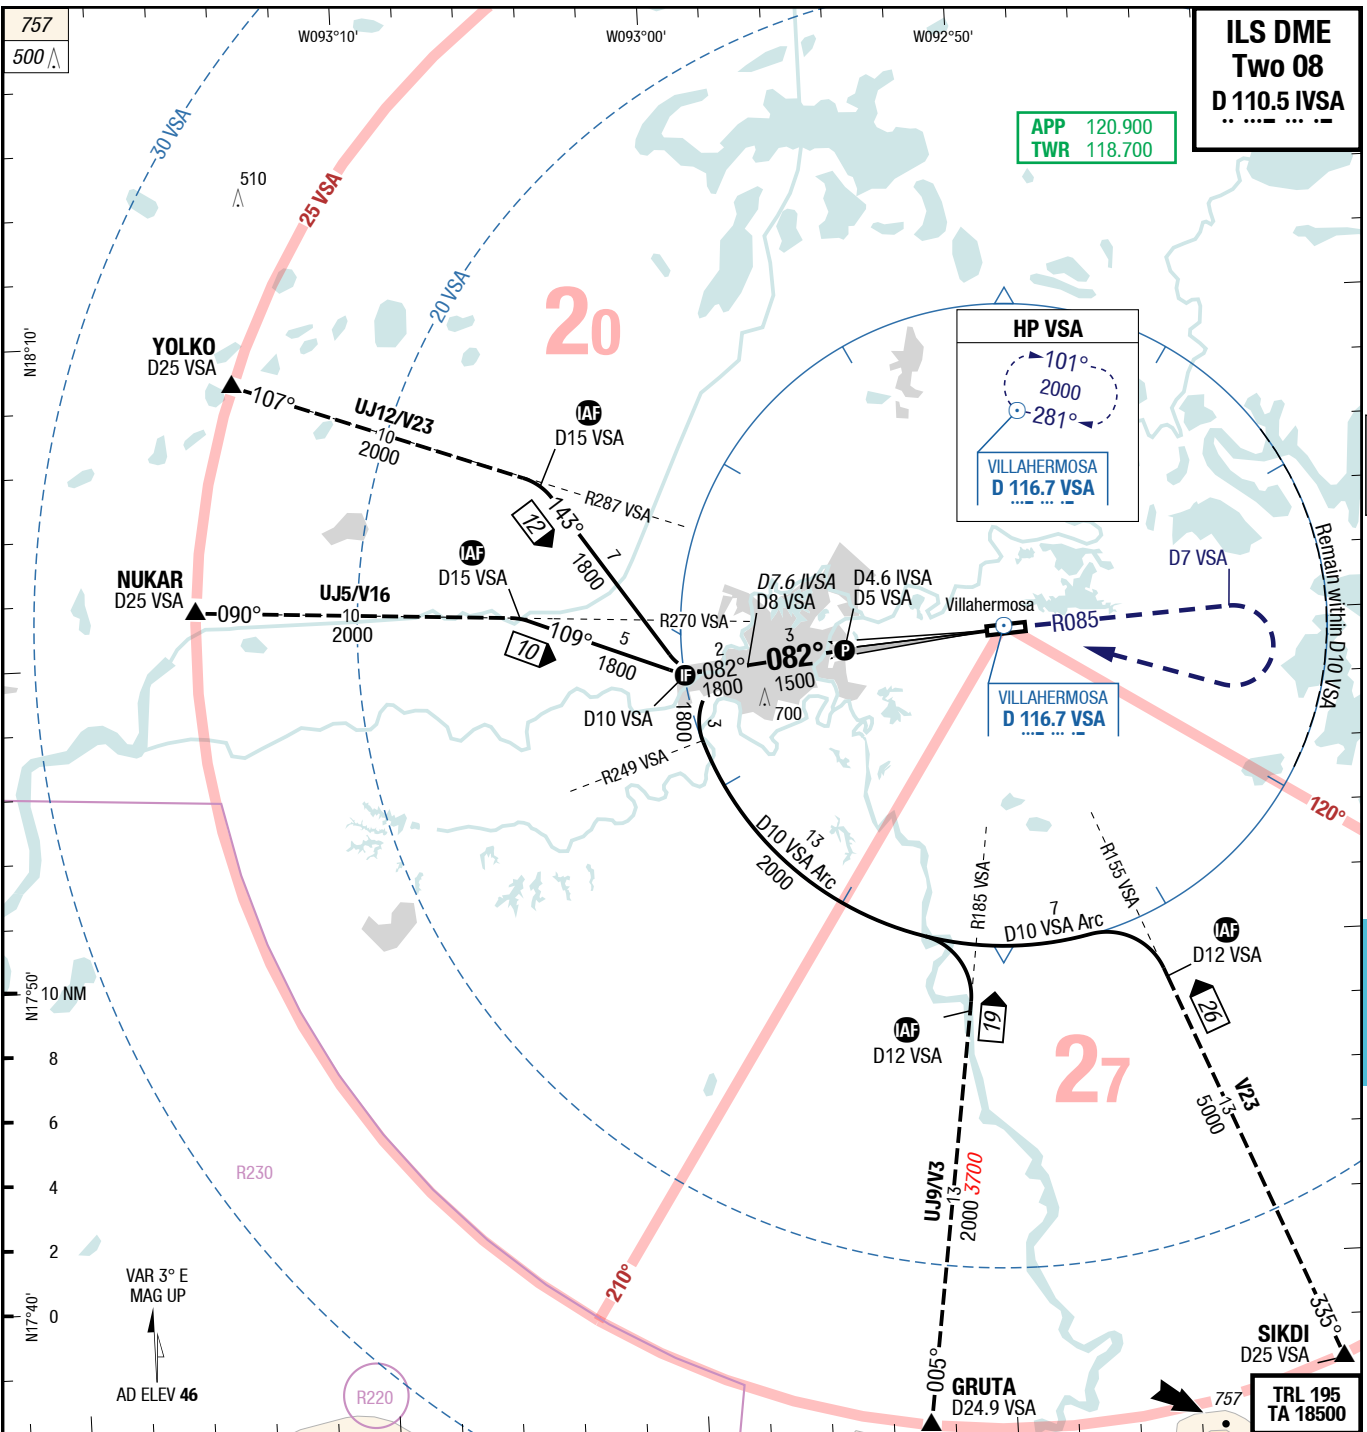 757
500
W093°10'
W093°00'
W092°50'
ILS DME
Two 08
D 110.5 IVSA
APP 120.900
TWR 118.700
30 VSA
25 VSA
20 VSA
510
20
N18°10'
YOLKO
D25 VSA
107°
UJ12/V23
10
2000
IAF
D15 VSA
R287 VSA
12
143°
7
1800
HP VSA
101°
2000
281°
VILLAHERMOSA
D 116.7 VSA
NUKAR
D25 VSA
090°
UJ5/V16
10
2000
IAF
D15 VSA
10
109°
5
1800
R270 VSA
D7.6 IVSA
D8 VSA
D4.6 IVSA
D5 VSA
Villahermosa
D7 VSA
R085
Remain within D10 VSA
IF
D10 VSA
2
082°
1800
3
082°
1500
P
700
1800
3
R249 VSA
VILLAHERMOSA
D 116.7 VSA
120°
13
D10 VSA Arc
2000
R185 VSA
R155 VSA
7
D10 VSA Arc
IAF
D12 VSA
26
IAF
D12 VSA
19
27
N17°50'
10 NM
8
6
4
2
0
N17°40'
V23
13
5000
UJ9/V3
13
2000 3700
R230
210°
VAR 3° E
MAG UP
AD ELEV 46
R220
005°
GRUTA
D24.9 VSA
335°
SIKDI
D25 VSA
757
TRL 195
TA 18500